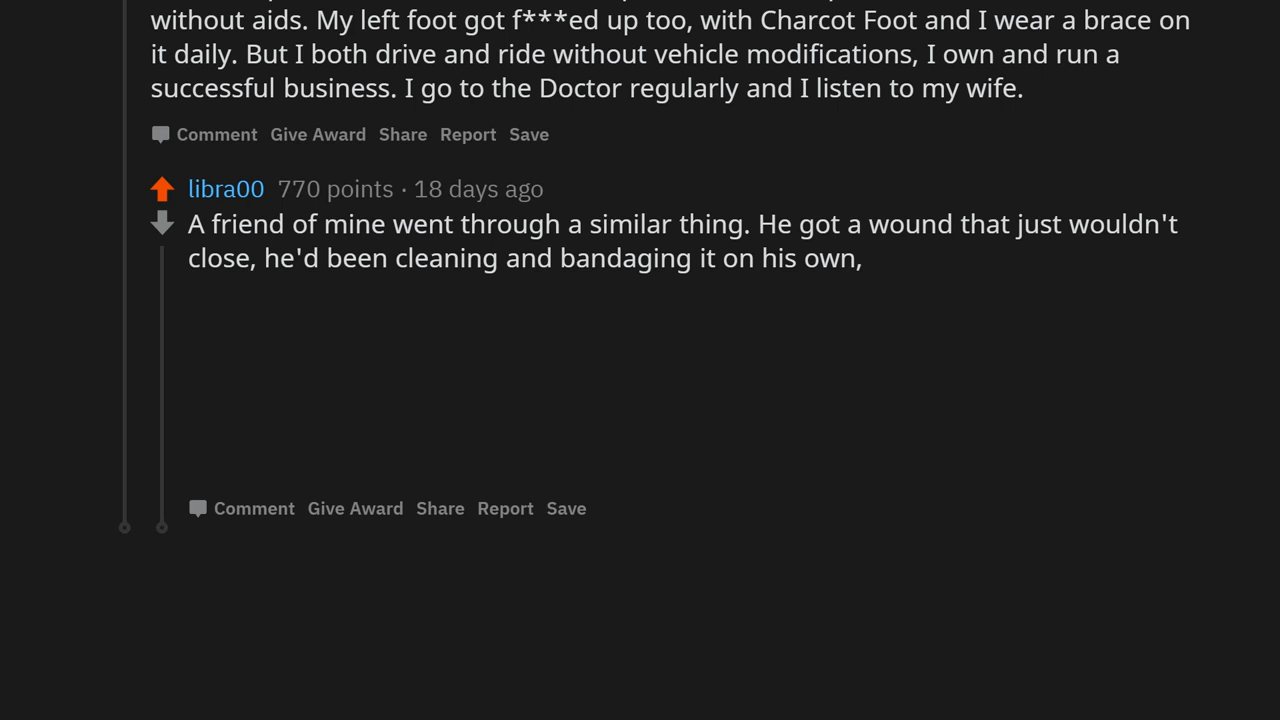 without aids. My left foot got f***ed up too, with Charcot Foot and I wear a brace on
it daily. But I both drive and ride without vehicle modifications, I own and run a
successful business. I go to the Doctor regularly and I listen to my wife.
Comment Give Award Share Report Save
libra00 770 points · 18 days ago
A friend of mine went through a similar thing. He got a wound that just wouldn't
close, he'd been cleaning and bandaging it on his own,
Comment Give Award Share Report Save